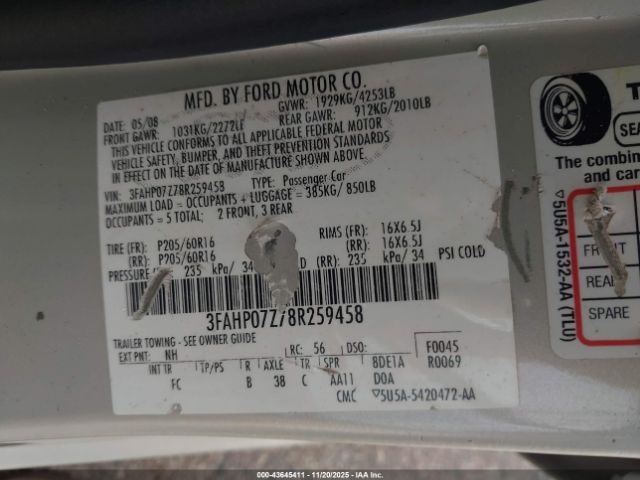 MFD. BY FORD MOTOR CO.
05/08 GVWR: 1929KG/4253LB
FRONT GAWR: 1031KG/2272LB REAR GAWR: 912KG/2010LB
THIS VEHICLE CONFORMS TO ALL APPLICABLE FEDERAL MOTOR
VEHICLE SAFETY, BUMPER, AND THEFT PREVENTION STANDARDS
IN EFFECT ON THE DATE OF MANUFACTURE SHOWN ABOVE.
VIN: 3FAHP07Z78R259458 TYPE: Passenger Car
MAXIMUM LOAD = OCCUPANTS + LUGGAGE = 385KG/ 850LB
OCCUPANTS = 5 TOTAL; 2 FRONT, 3 REAR
TIRE (FR): P205/60R16 RIMS (FR): 16X6.5J
(RR): P205/60R16 (RR): 16X6.5J
PRESSURE 235 kPa/ 34 (RR): 235 kPa/ 34 PSI COLD
3FAHP07Z78R259458
TRAILER TOWING - SEE OWNER GUIDE
EXT PNT: NH RC: 56 DSO: F0045
INT TR TP/PS R AXLE TR SPR 8DE1A R0069
FC B 38 C AA11 D0A
CMC ▽5U5A-5420472-AA
▽5U5A-1532-AA (TLU)
SEA
The combin
and car
FRONT
REA
SPARE
000-43645411 - 11/20/2025 - IAA Inc.